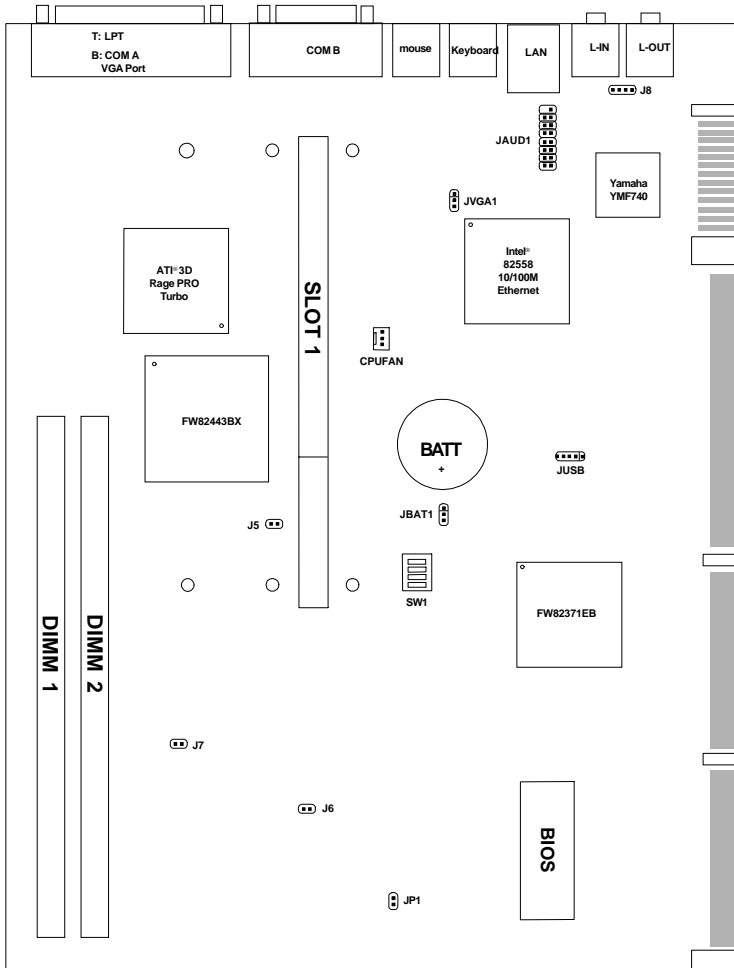 T: LPT
B: COM A
VGA Port
COM B
mouse
Keyboard
LAN
L-IN
L-OUT
J8
JAUD1
Yamaha
YMF740
JVGA1
Intel®
82558
10/100M
Ethernet
ATI® 3D
Rage PRO
Turbo
SLOT 1
CPUFAN
FW82443BX
BATT
+
JUSB
JBAT1
J5
SW1
FW82371EB
DIMM 1
DIMM 2
J7
J6
BIOS
JP1